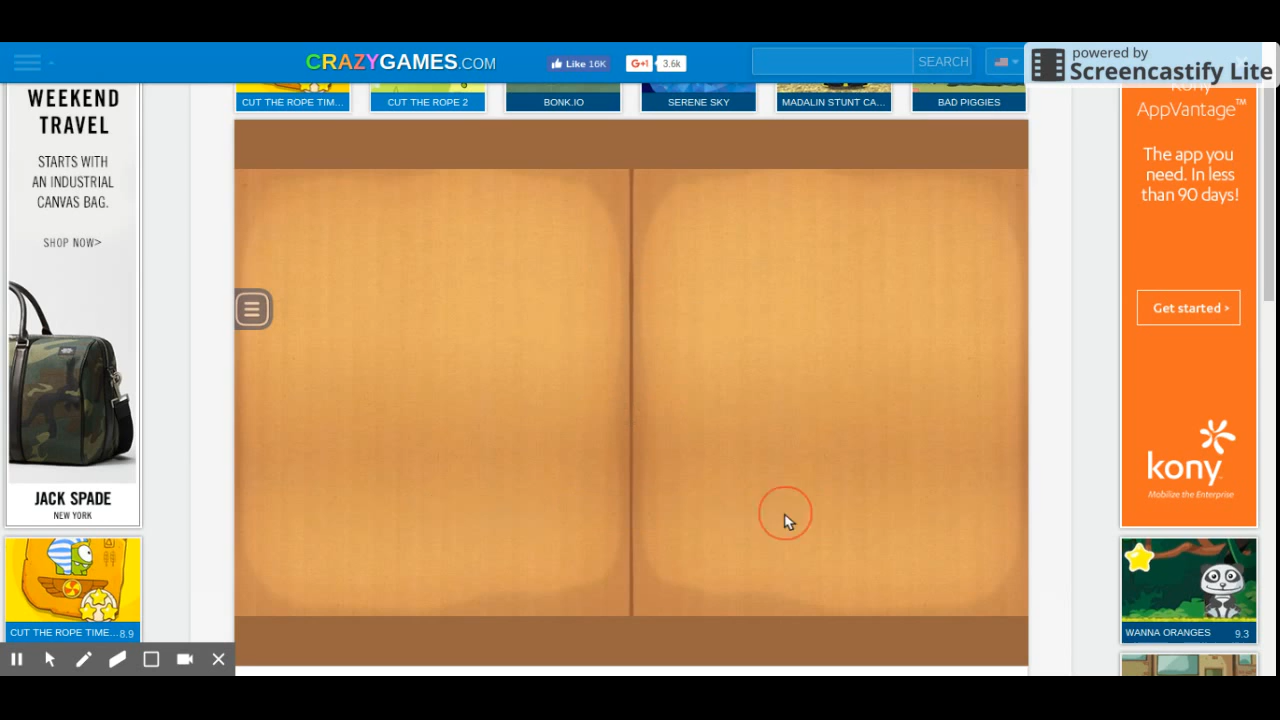 CRAZYGAMES.COM
Like 16K
G+1 3.6k
SEARCH
powered by
Screencastify Lite
CUT THE ROPE TIM...
CUT THE ROPE 2
BONK.IO
SERENE SKY
MADALIN STUNT CA...
BAD PIGGIES
WEEKEND
TRAVEL
STARTS WITH
AN INDUSTRIAL
CANVAS BAG.
SHOP NOW>
JACK SPADE
NEW YORK
CUT THE ROPE TIME... 8.9
kony
AppVantage™
The app you
need. In less
than 90 days!
Get started >
kony
Mobilize the Enterprise
WANNA ORANGES 9.3